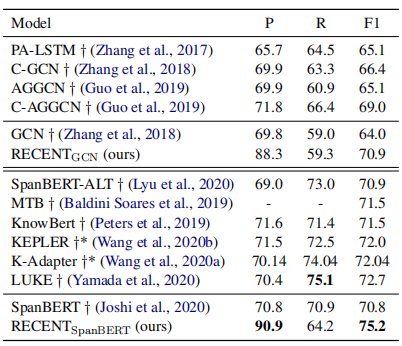 Model P R F1
PA-LSTM † (Zhang et al., 2017) 65.7 64.5 65.1
C-GCN † (Zhang et al., 2018) 69.9 63.3 66.4
AGGCN † (Guo et al., 2019) 69.9 60.9 65.1
C-AGGCN † (Guo et al., 2019) 71.8 66.4 69.0
GCN † (Zhang et al., 2018) 69.8 59.0 64.0
RECENT_GCN (ours) 88.3 59.3 70.9
SpanBERT-ALT † (Lyu et al., 2020) 69.0 73.0 70.9
MTB † (Baldini Soares et al., 2019) - - 71.5
KnowBert † (Peters et al., 2019) 71.6 71.4 71.5
KEPLER †* (Wang et al., 2020b) 71.5 72.5 72.0
K-Adapter †* (Wang et al., 2020a) 70.14 74.04 72.04
LUKE † (Yamada et al., 2020) 70.4 75.1 72.7
SpanBERT † (Joshi et al., 2020) 70.8 70.9 70.8
RECENT_SpanBERT (ours) 90.9 64.2 75.2